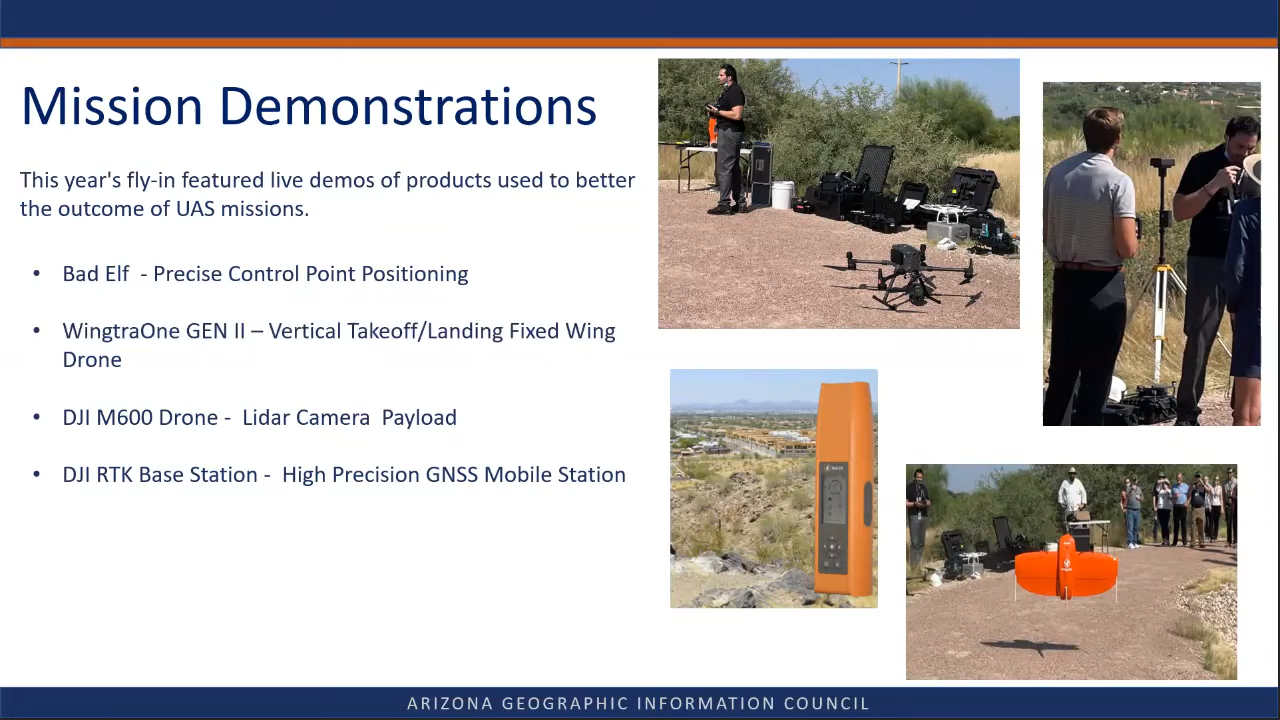 Mission Demonstrations
This year's fly-in featured live demos of products used to better
the outcome of UAS missions.
• Bad Elf - Precise Control Point Positioning
• WingtraOne GEN II – Vertical Takeoff/Landing Fixed Wing
Drone
• DJI M600 Drone - Lidar Camera Payload
• DJI RTK Base Station - High Precision GNSS Mobile Station
ARIZONA GEOGRAPHIC INFORMATION COUNCIL